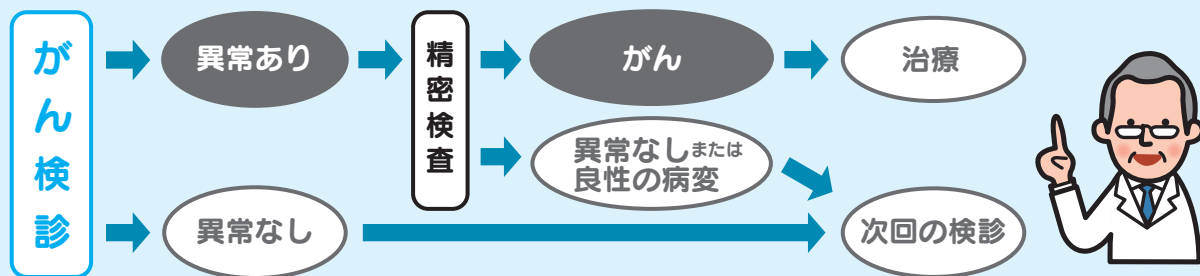 がん検診
異常あり
精密検査
がん
治療
異常なしまたは
良性の病変
異常なし
次回の検診